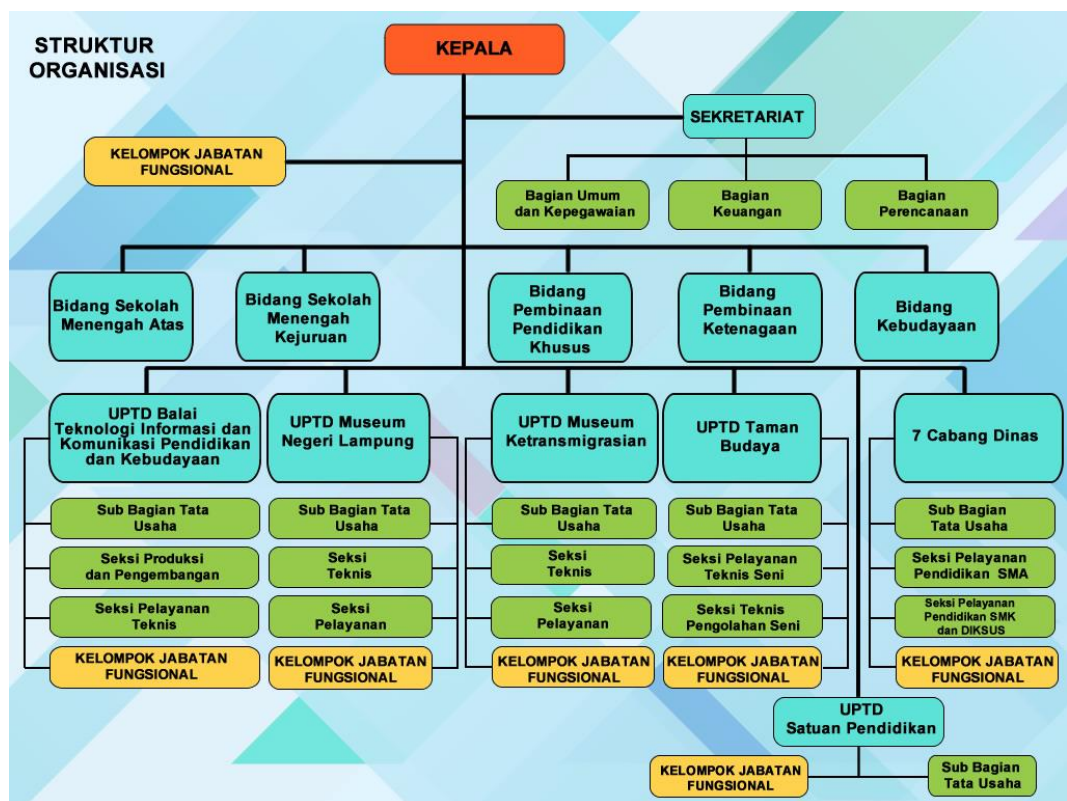 STRUKTUR
ORGANISASI
KEPALA
SEKRETARIAT
KELOMPOK JABATAN
FUNGSIONAL
Bagian Umum
dan Kepegawaian
Bagian
Keuangan
Bagian
Perencanaan
Bidang Sekolah
Menengah Atas
Bidang Sekolah
Menengah
Kejuruan
Bidang
Pembinaan
Pendidikan
Khusus
Bidang
Pembinaan
Ketenagaan
Bidang
Kebudayaan
UPTD Balai
Teknologi Informasi dan
Komunikasi Pendidikan
dan Kebudayaan
UPTD Museum
Negeri Lampung
UPTD Museum
Ketransmigrasian
UPTD Taman
Budaya
7 Cabang Dinas
Sub Bagian Tata
Usaha
Sub Bagian Tata
Usaha
Sub Bagian Tata
Usaha
Sub Bagian Tata
Usaha
Sub Bagian
Tata Usaha
Seksi Produksi
dan Pengembangan
Seksi
Teknis
Seksi
Teknis
Seksi Pelayanan
Teknis Seni
Seksi Pelayanan
Pendidikan SMA
Seksi Pelayanan
Teknis
Seksi
Pelayanan
Seksi
Pelayanan
Seksi Teknis
Pengolahan Seni
Seksi Pelayanan
Pendidikan SMK
dan DIKSUS
KELOMPOK JABATAN
FUNGSIONAL
KELOMPOK JABATAN
FUNGSIONAL
KELOMPOK JABATAN
FUNGSIONAL
KELOMPOK JABATAN
FUNGSIONAL
KELOMPOK JABATAN
FUNGSIONAL
UPTD
Satuan Pendidikan
KELOMPOK JABATAN
FUNGSIONAL
Sub Bagian
Tata Usaha